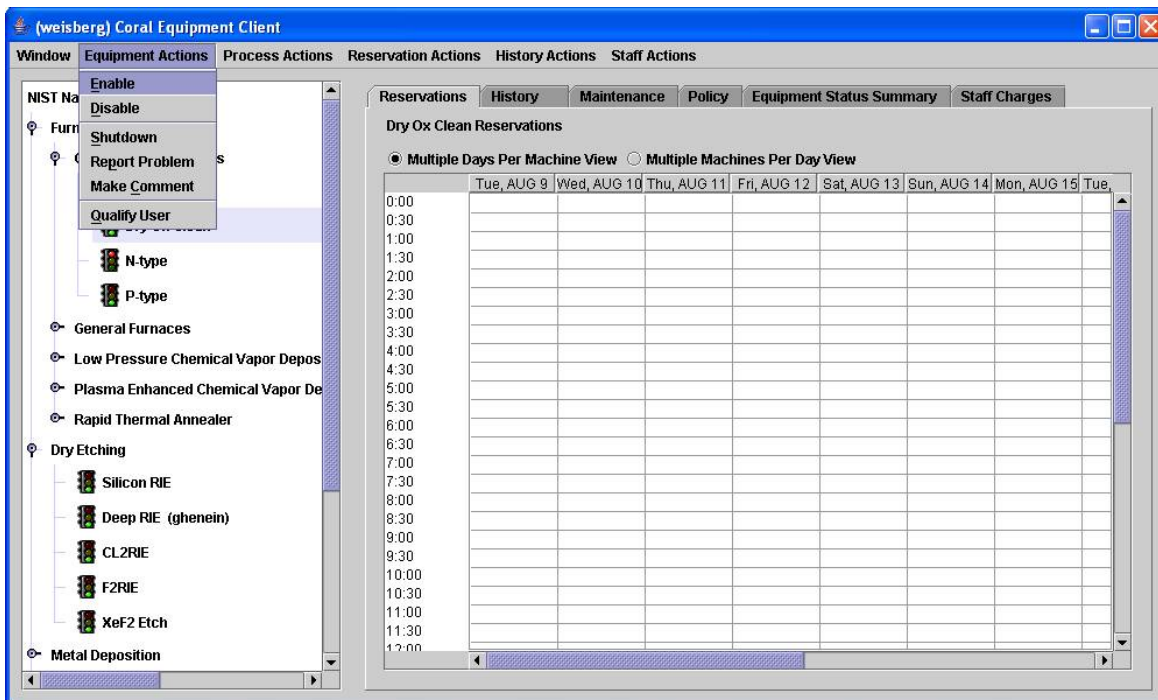 (weisberg) Coral Equipment Client
Window Equipment Actions Process Actions Reservation Actions History Actions Staff Actions
Enable
Disable
Shutdown
Report Problem
Make Comment
Qualify User
NIST Na
Furn
s
N-type
P-type
General Furnaces
Low Pressure Chemical Vapor Depos
Plasma Enhanced Chemical Vapor De
Rapid Thermal Annealer
Dry Etching
Silicon RIE
Deep RIE (ghenein)
CL2RIE
F2RIE
XeF2 Etch
Metal Deposition
Reservations History Maintenance Policy Equipment Status Summary Staff Charges
Dry Ox Clean Reservations
Multiple Days Per Machine View Multiple Machines Per Day View
Tue, AUG 9 Wed, AUG 10 Thu, AUG 11 Fri, AUG 12 Sat, AUG 13 Sun, AUG 14 Mon, AUG 15 Tue,
0:00
0:30
1:00
1:30
2:00
2:30
3:00
3:30
4:00
4:30
5:00
5:30
6:00
6:30
7:00
7:30
8:00
8:30
9:00
9:30
10:00
10:30
11:00
11:30
12:00